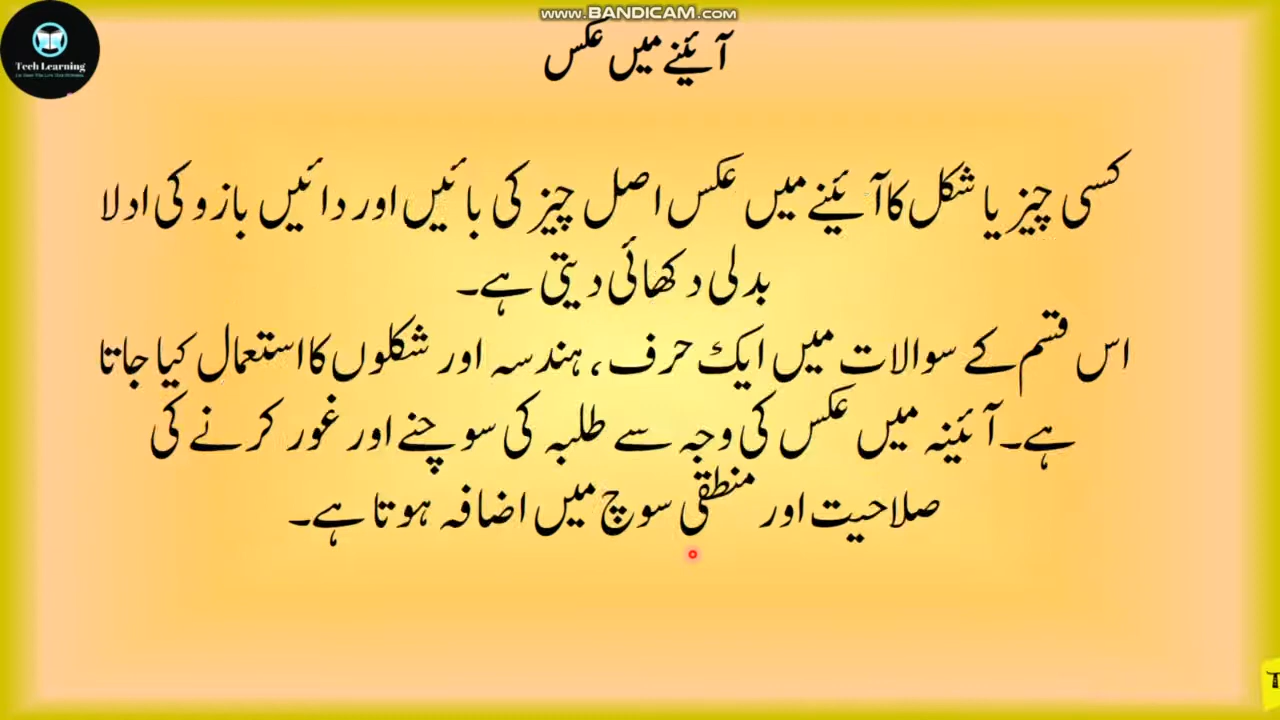 www.BANDICAM.com
آئینے میں عکس
Tech Learning
کسی چیز یا شکل کا آئینے میں عکس اصل چیز کی بائیں اور دائیں بازو کی ادلا
بدلی دکھائی دیتی ہے۔
اس قسم کے سوالات میں ایک حرف، ہندسہ اور شکلوں کا استعمال کیا جاتا
ہے۔ آئینہ میں عکس کی وجہ سے طلبہ کی سوچنے اور غور کرنے کی
صلاحیت اور منطقی سوچ میں اضافہ ہوتا ہے۔